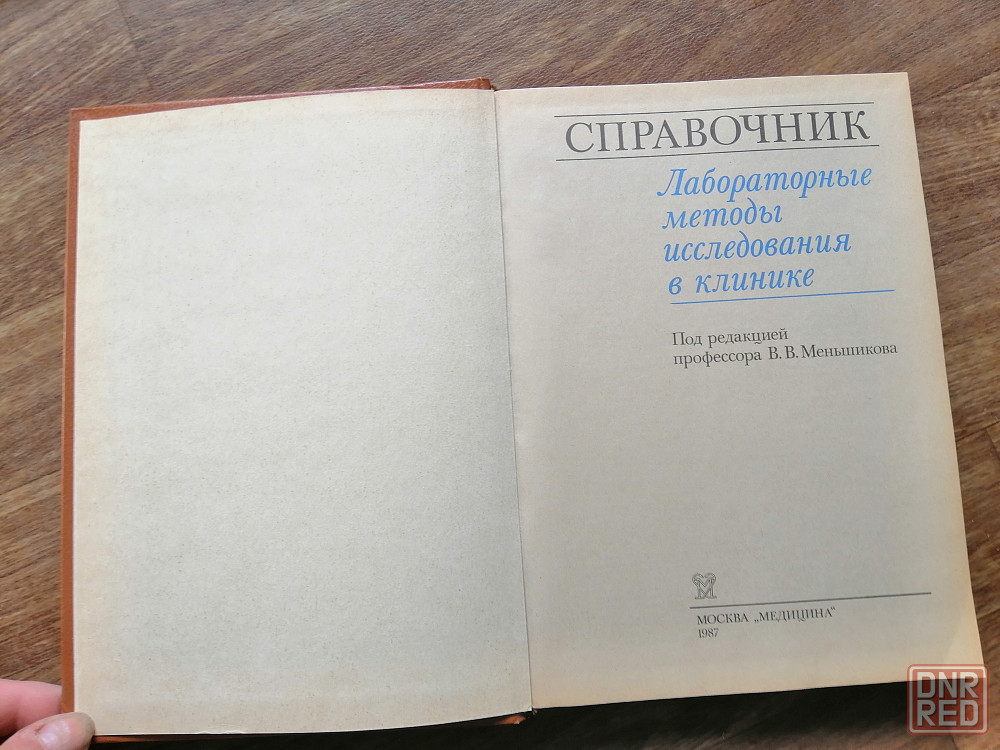 СПРАВОЧНИК
Лабораторные
методы
исследования
в клинике
Под редакцией
профессора В. В. Меньшикова
М
МОСКВА „МЕДИЦИНА“
1987
DNR
RED